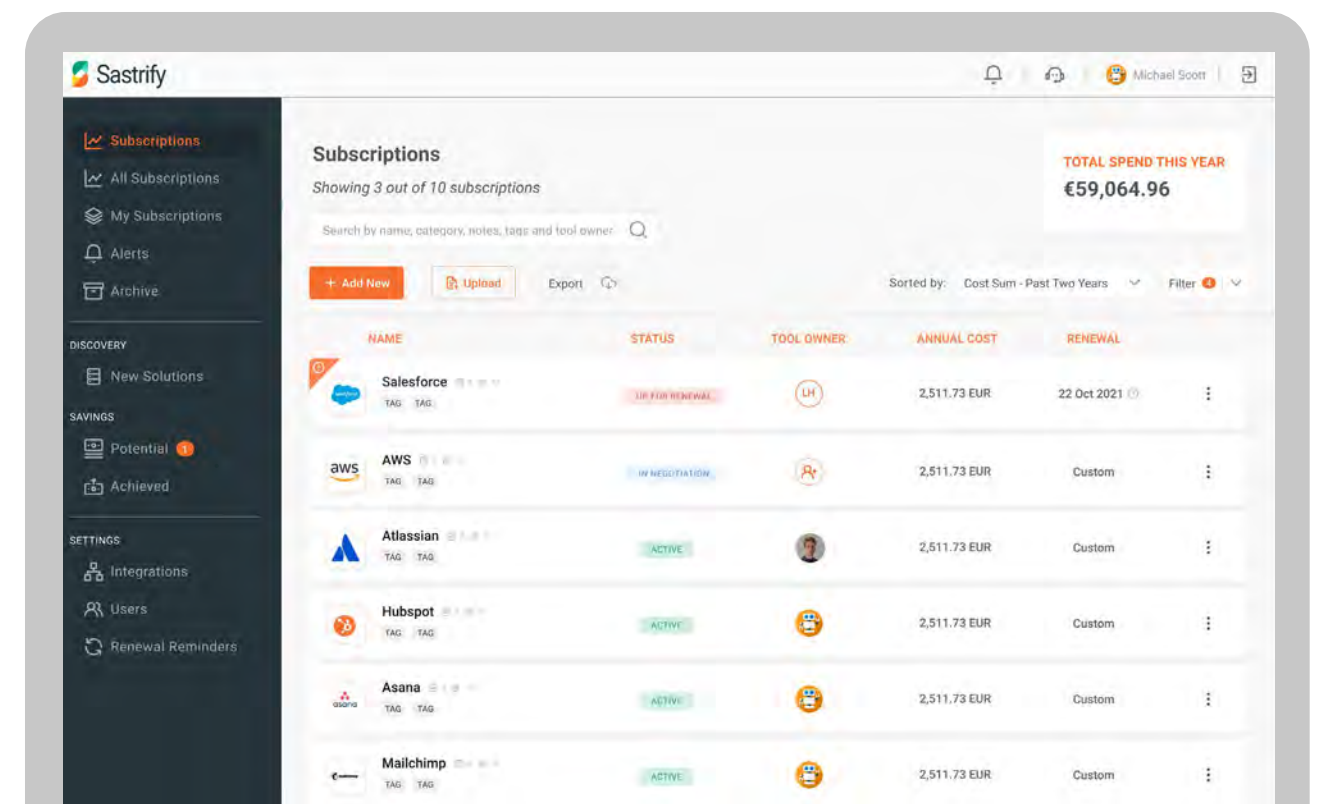 Sastrify
Michael Scott
Subscriptions
All Subscriptions
My Subscriptions
Alerts
Archive
DISCOVERY
New Solutions
SAVINGS
Potential 1
Achieved
SETTINGS
Integrations
Users
Renewal Reminders
Subscriptions
Showing 3 out of 10 subscriptions
TOTAL SPEND THIS YEAR
€59,064.96
Search by name, category, notes, tags and tool owner
+ Add New Upload Export Sorted by: Cost Sum - Past Two Years Filter 4
NAME STATUS TOOL OWNER ANNUAL COST RENEWAL
Salesforce
TAG TAG
UP FOR RENEWAL LH 2,511.73 EUR 22 Oct 2021
aws AWS
TAG TAG
IN NEGOTIATION 2,511.73 EUR Custom
Atlassian
TAG TAG
ACTIVE 2,511.73 EUR Custom
Hubspot
TAG TAG
ACTIVE 2,511.73 EUR Custom
asana Asana
TAG TAG
ACTIVE 2,511.73 EUR Custom
Mailchimp
TAG TAG
ACTIVE 2,511.73 EUR Custom